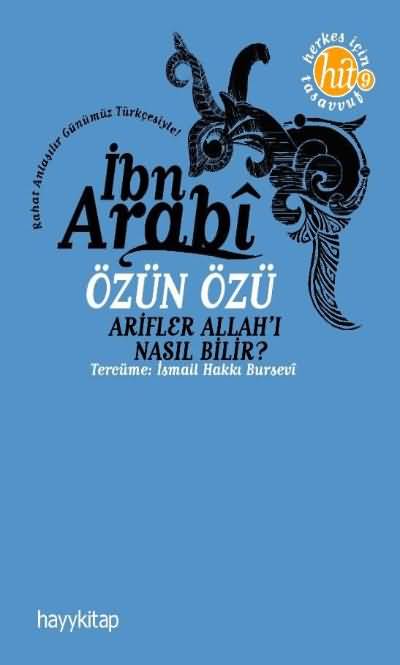 herkes için
hit 9
tasavvuf
Rahat Anlaşılır Günümüz Türkçesiyle!
İbn
Arabî
ÖZÜN ÖZÜ
ARİFLER ALLAH'I
NASIL BİLİR?
Tercüme: İsmail Hakkı Bursevî
hayykitap